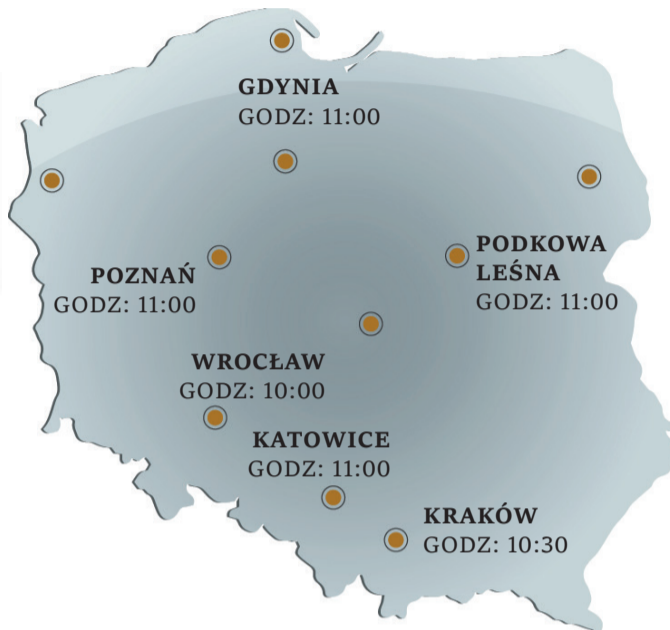 GDYNIA
GODZ: 11:00
PODKOWA
LEŚNA
GODZ: 11:00
POZNAŃ
GODZ: 11:00
WROCŁAW
GODZ: 10:00
KATOWICE
GODZ: 11:00
KRAKÓW
GODZ: 10:30